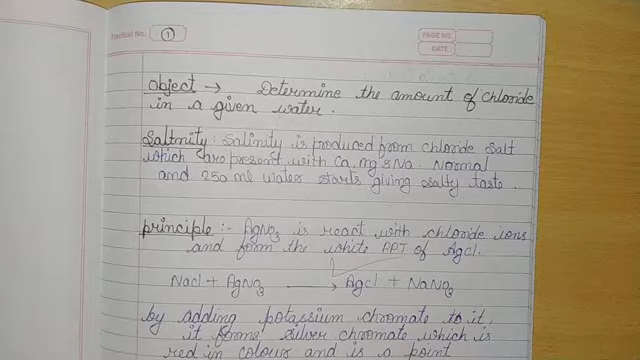 Practical No. 1
PAGE NO.:
DATE:
Object → Determine the amount of chloride
in a given water.
Salinity : Salinity is produced from chloride salt
which are present with Ca, Mg & Na. Normal
and 250 ml water starts giving salty taste.
principle :- AgNO3 is react with chloride ions
and form the white PPT of Agcl.
Nacl + AgNO3 → Agcl + NaNO3
by adding potassium chromate to it,
it forms silver chromate which is
red in colour and is a point